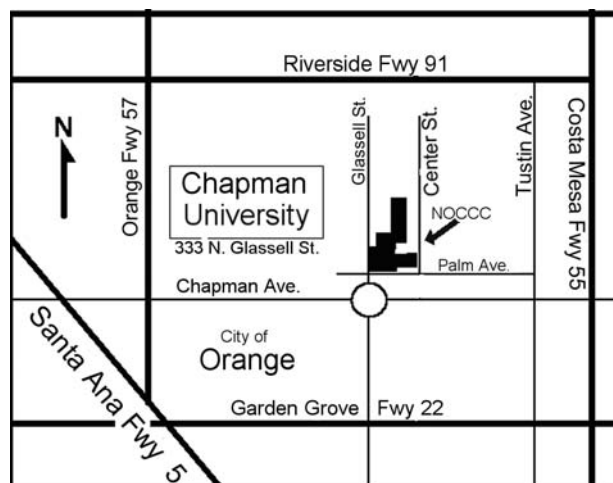 Riverside Fwy 91
N
Orange Fwy 57
Glassell St.
Center St.
Tustin Ave.
Costa Mesa Fwy 55
Chapman
University
333 N. Glassell St.
NOCCC
Palm Ave.
Chapman Ave.
City of
Orange
Santa Ana Fwy 5
Garden Grove Fwy 22